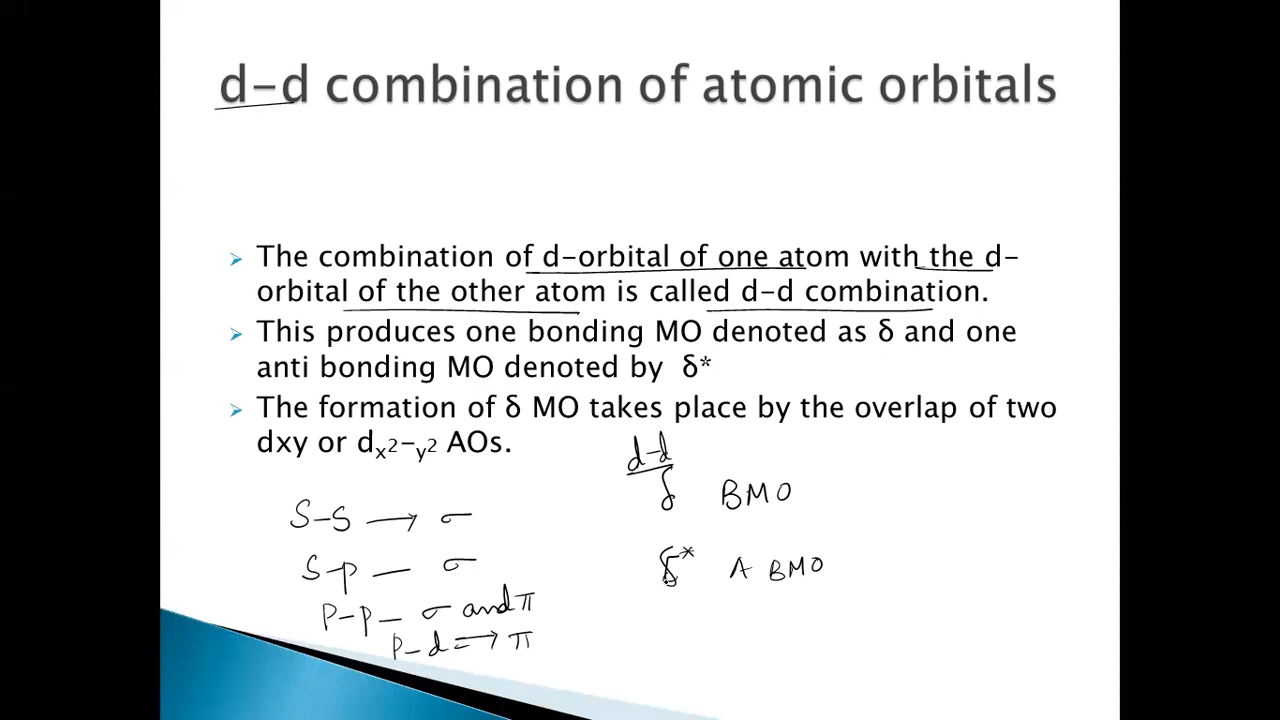 d-d combination of atomic orbitals
The combination of d-orbital of one atom with the d-
orbital of the other atom is called d-d combination.
This produces one bonding MO denoted as δ and one
anti bonding MO denoted by δ*
The formation of δ MO takes place by the overlap of two
dxy or dx2-y2 AOs.
d-d
δ BMO
S-S → σ
δ* ABMO
S-p — σ
P-p — σ and π
P-d → π